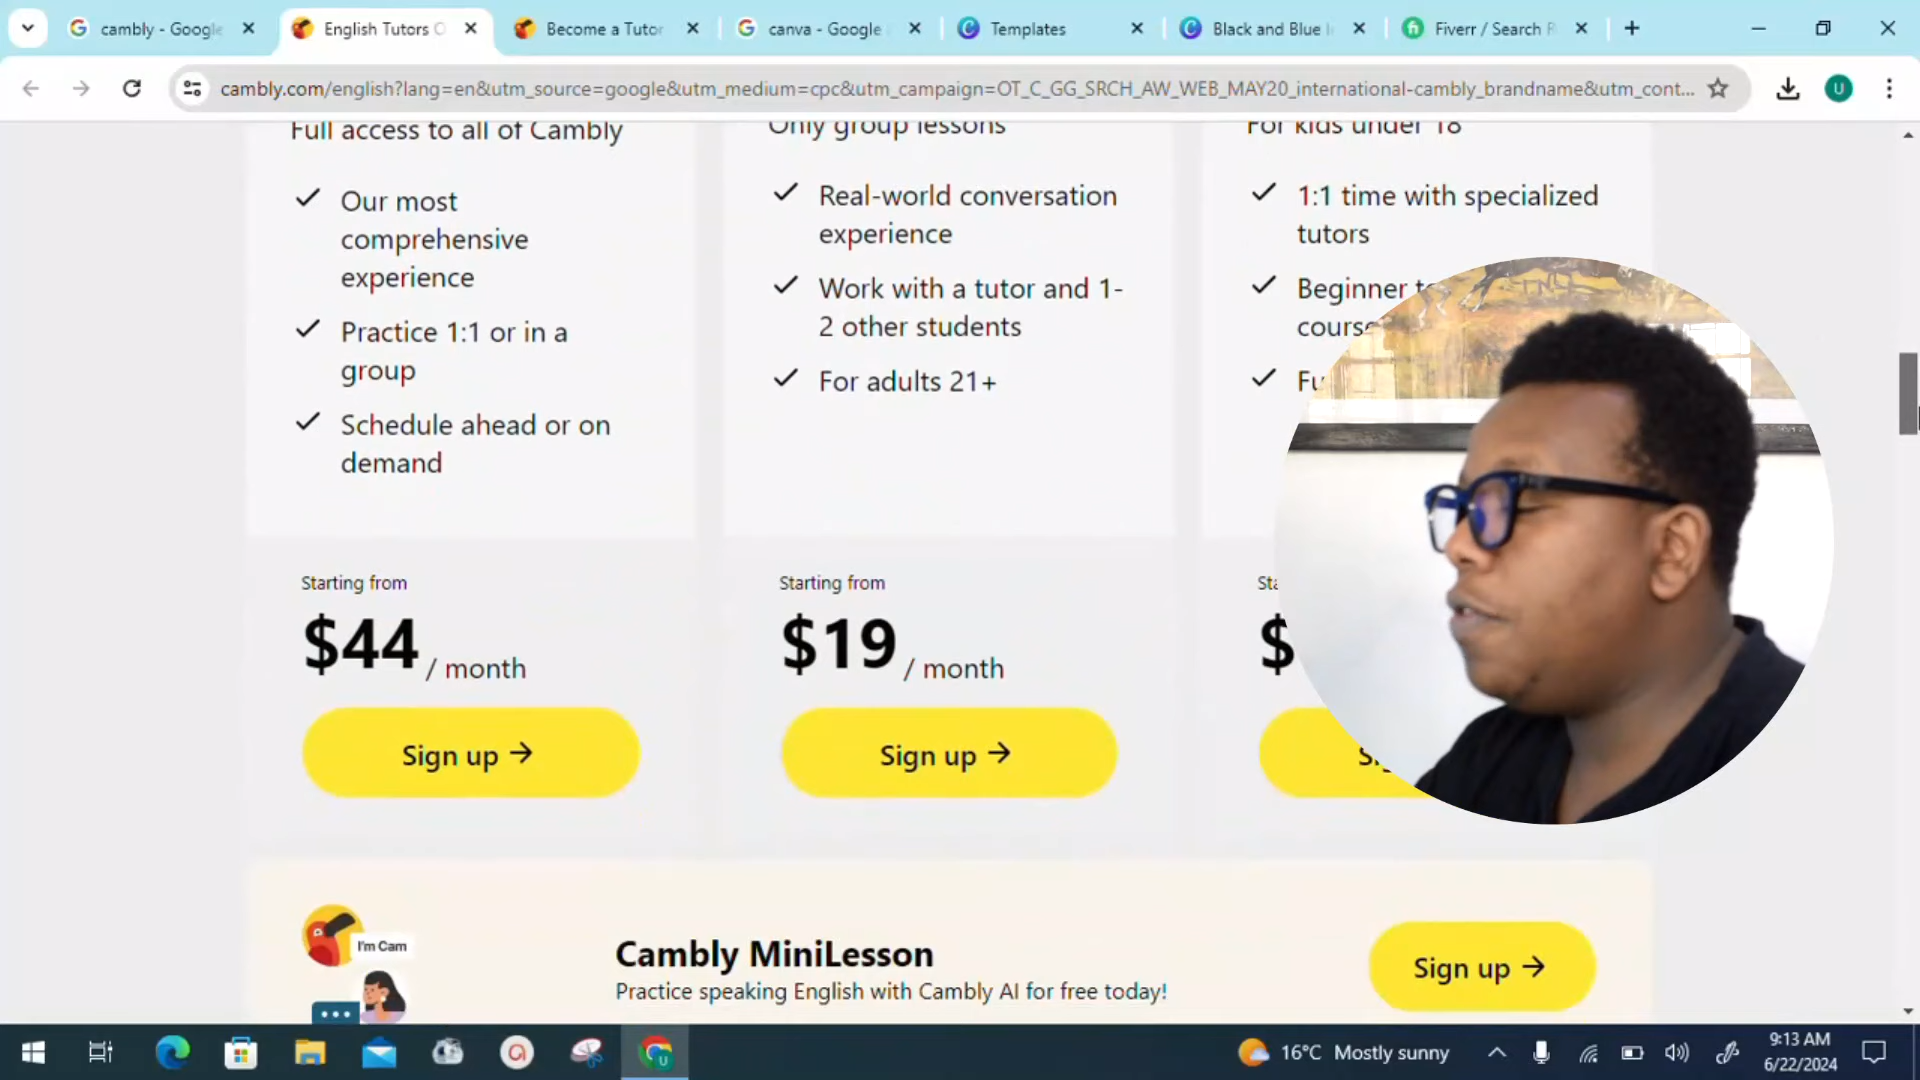 cambly - Google
English Tutors O
Become a Tutor
canva - Google
Templates
Black and Blue I
Fiverr / Search R
cambly.com/english?lang=en&utm_source=google&utm_medium=cpc&utm_campaign=OT_C_GG_SRCH_AW_WEB_MAY20_international-cambly_brandname&utm_cont...
U
Full access to all of Cambly
Our most
comprehensive
experience
Practice 1:1 or in a
group
Schedule ahead or on
demand
Starting from
$44 / month
Sign up →
Only group lessons
Real-world conversation
experience
Work with a tutor and 1-
2 other students
For adults 21+
Starting from
$19 / month
Sign up →
For kids under 18
1:1 time with specialized
tutors
Beginner
$
I'm Cam
Cambly MiniLesson
Practice speaking English with Cambly AI for free today!
Sign up →
16°C Mostly sunny
9:13 AM
6/22/2024